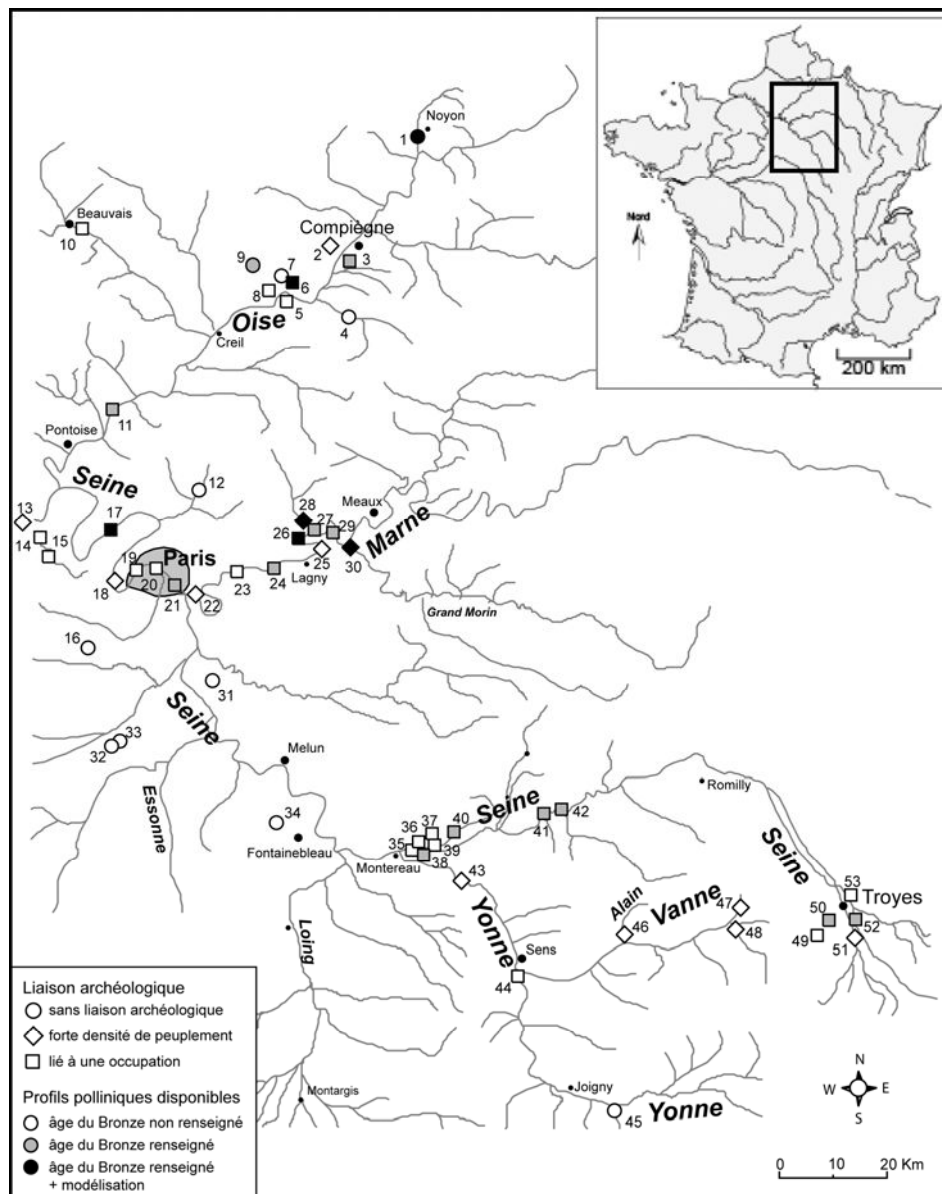 Noyon
1
Nord
200 km
Beauvais
10
Compiègne
2
3
9
7
6
8
5
4
Oise
Creil
11
Pontoise
Seine
12
13
14
15
17
28
27
29
26
25
30
Meaux
Marne
Lagny
Paris
19
20
18
21
22
23
24
Grand Morin
16
31
Seine
33
32
Melun
Essonne
34
Fontainebleau
Romilly
Seine
42
41
40
37
36
35
39
38
Montereau
43
Yonne
Loing
Sens
44
Alain
Vanne
46
47
48
Seine
53
Troyes
50
52
49
51
Montargis
Joigny
45
Yonne
N
W E
S
0 10 20 Km
Liaison archéologique
sans liaison archéologique
forte densité de peuplement
lié à une occupation
Profils polliniques disponibles
âge du Bronze non renseigné
âge du Bronze renseigné
âge du Bronze renseigné
+ modélisation